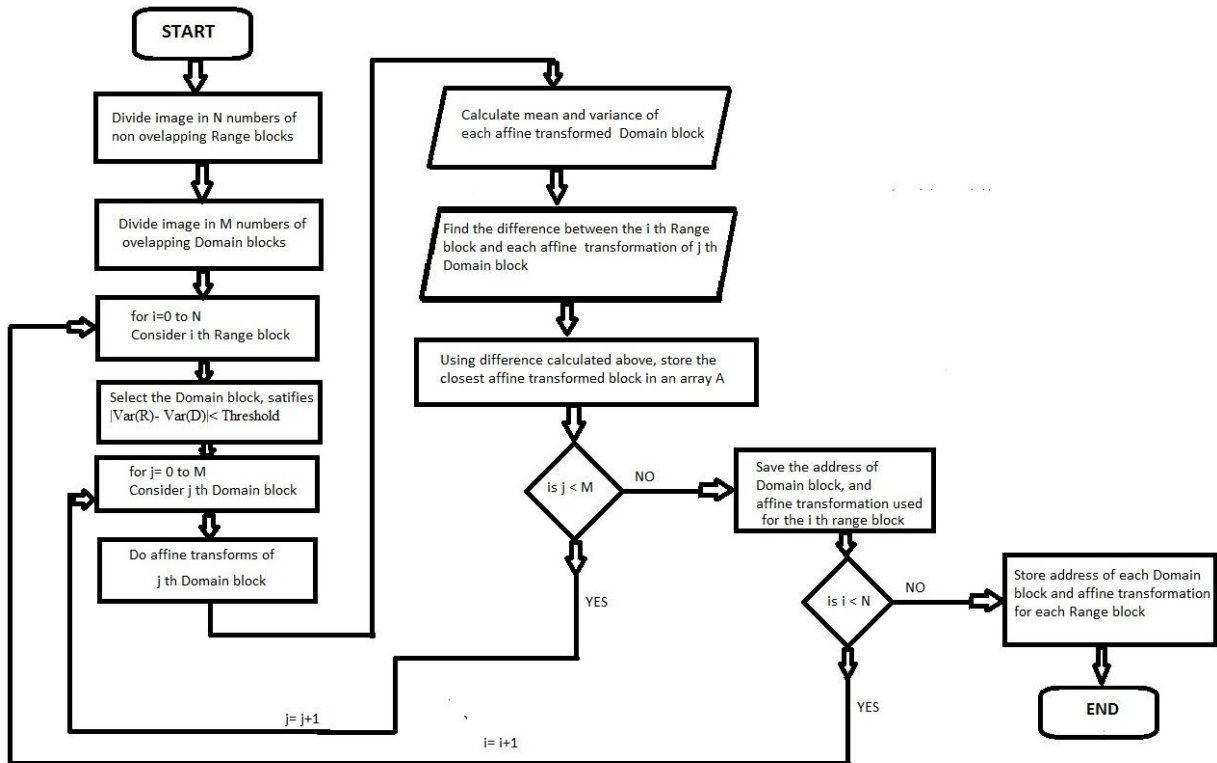 START
Divide image in N numbers of
non ovelapping Range blocks
Divide image in M numbers of
ovelapping Domain blocks
for i=0 to N
Consider i th Range block
Select the Domain block, satifies
|Var(R)- Var(D)|< Threshold
for j= 0 to M
Consider j th Domain block
Do affine transforms of
j th Domain block
Calculate mean and variance of
each affine transformed Domain block
Find the difference between the i th Range
block and each affine transformation of j th
Domain block
Using difference calculated above, store the
closest affine transformed block in an array A
is j < M
NO
YES
j= j+1
Save the address of
Domain block, and
affine transformation used
for the i th range block
is i < N
NO
YES
i= i+1
Store address of each Domain
block and affine transformation
for each Range block
END